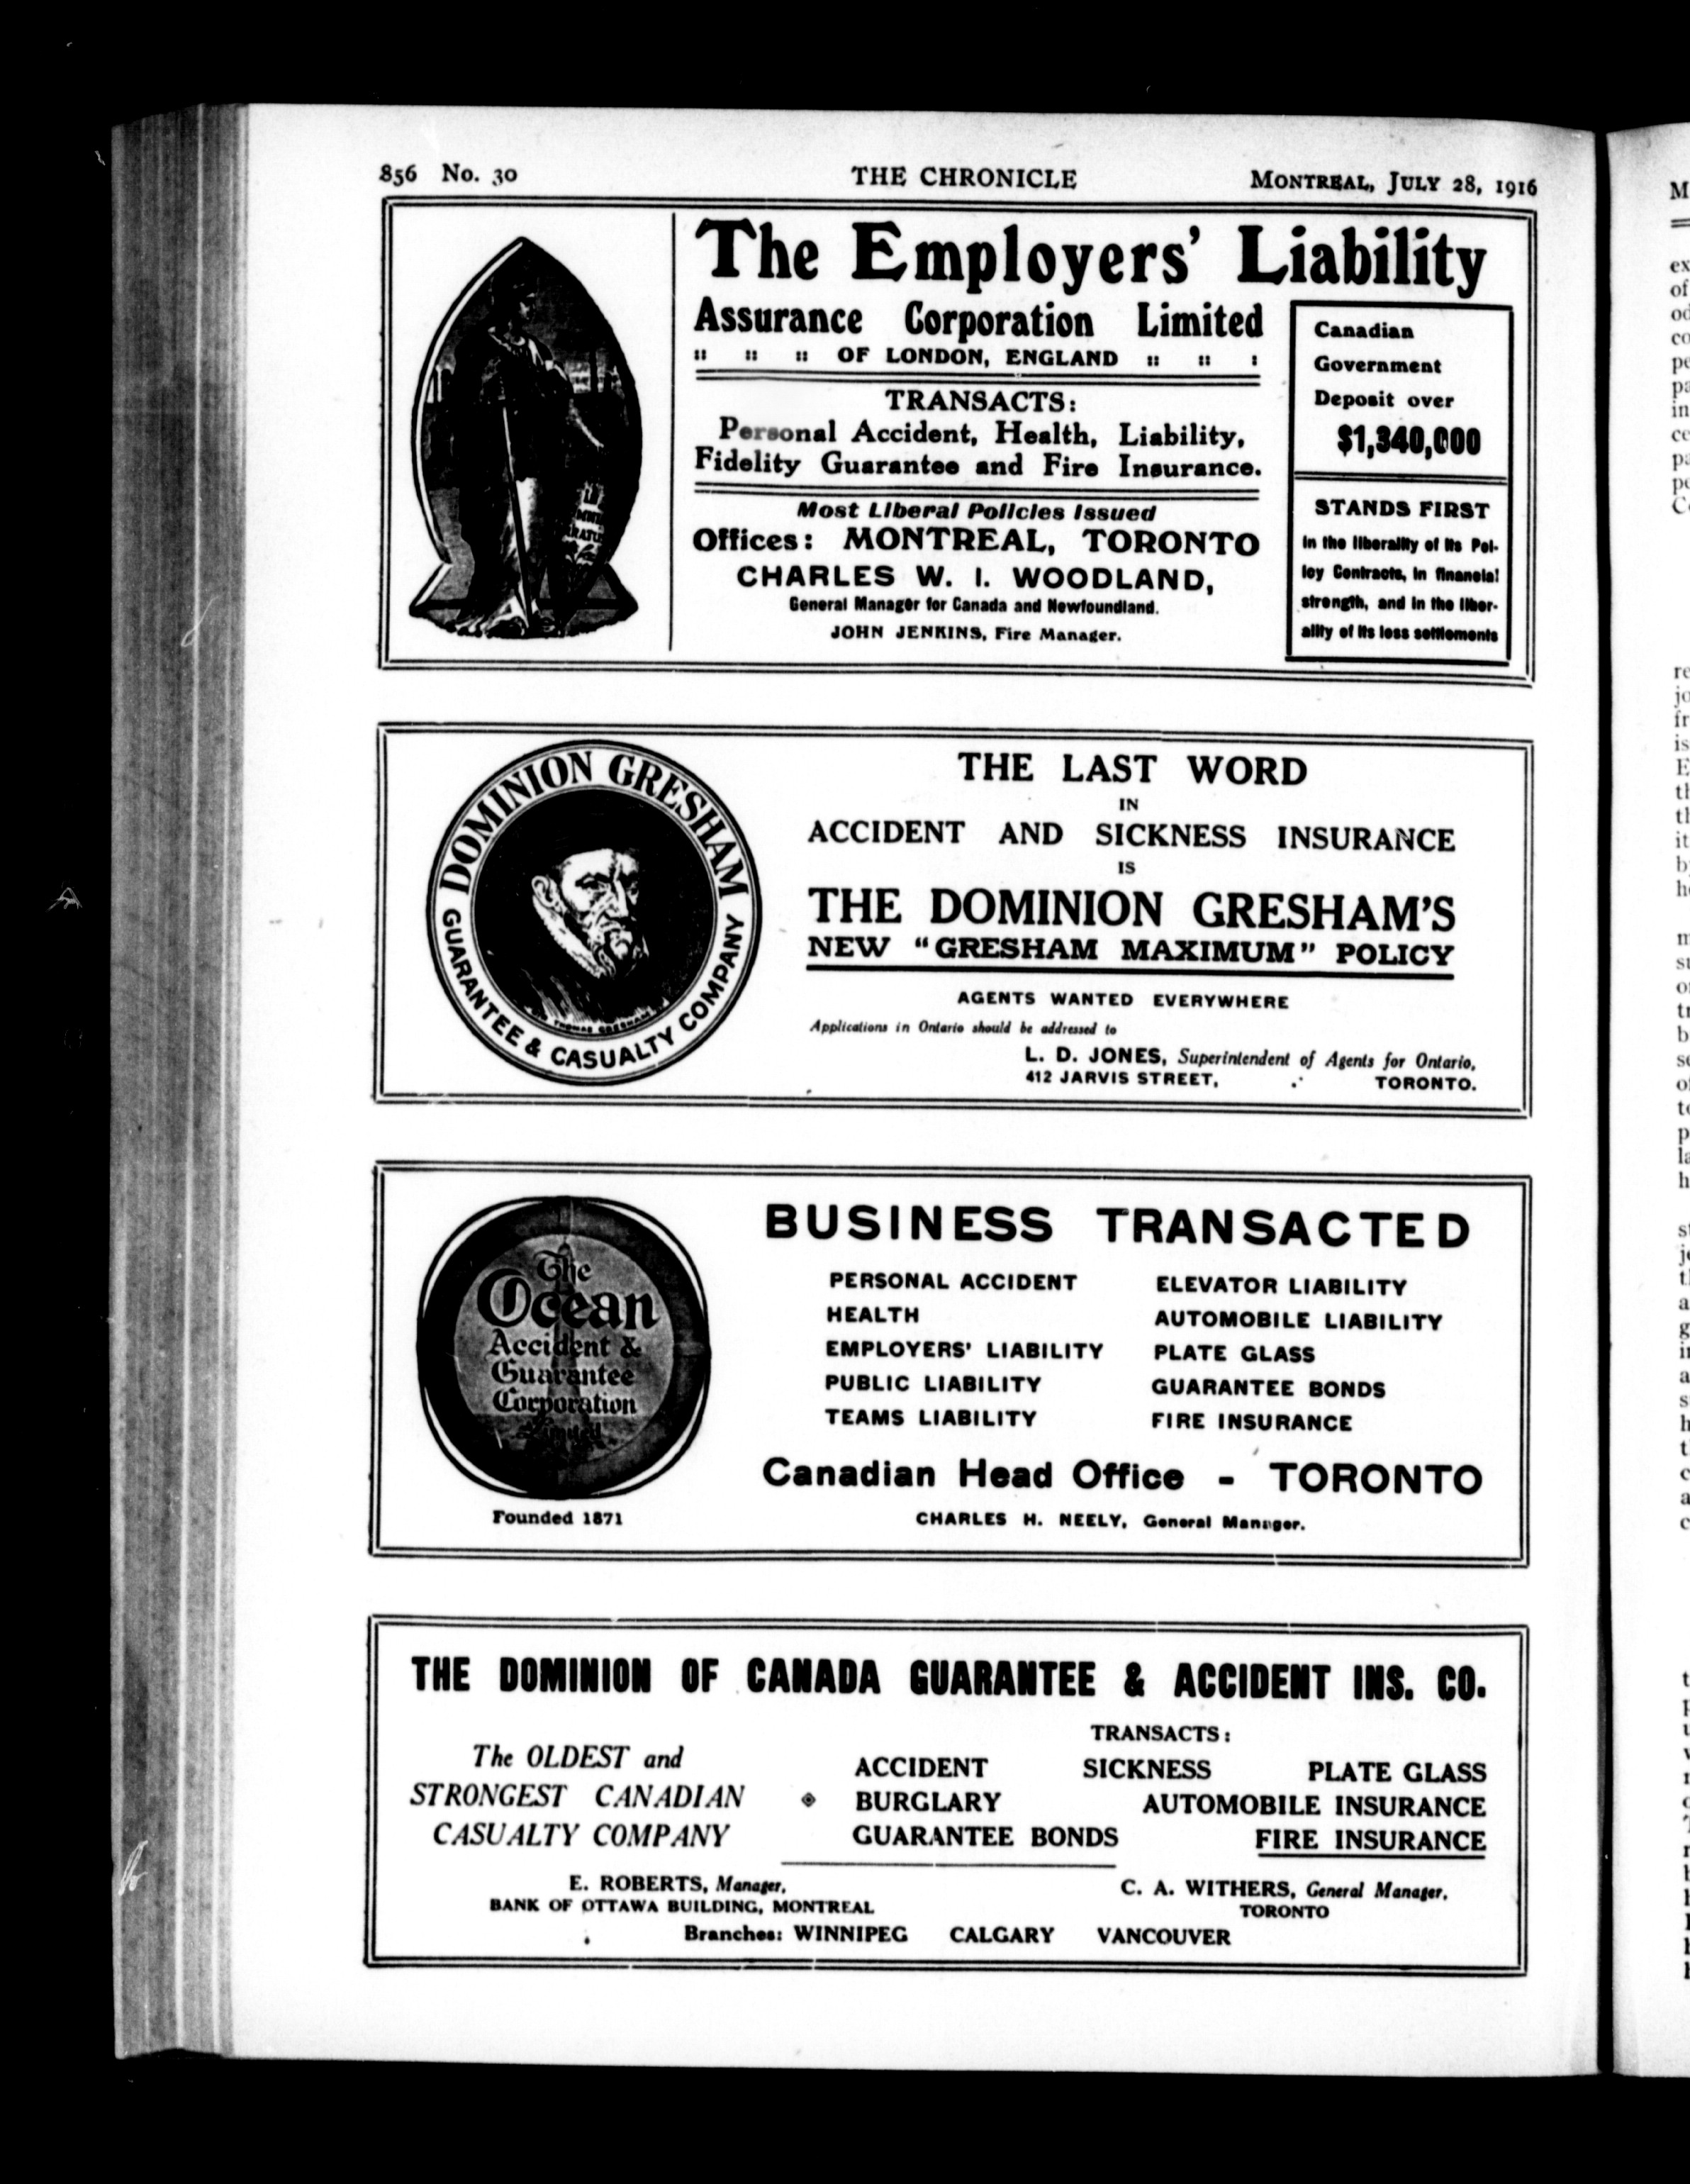 856 No. 30 THE CHRONICLE MONTREAL, JULY 28, 1916
The Employers' Liability
Assurance Corporation Limited
:: :: :: OF LONDON, ENGLAND :: :: :
TRANSACTS:
Personal Accident, Health, Liability,
Fidelity Guarantee and Fire Insurance.
Most Liberal Policies Issued
Offices: MONTREAL, TORONTO
CHARLES W. I. WOODLAND,
General Manager for Canada and Newfoundland.
JOHN JENKINS, Fire Manager.
Canadian
Government
Deposit over
$1,340,000
STANDS FIRST
in the liberality of its Pol-
icy Contracts, in financial
strength, and in the liber-
ality of its loss settlements
DOMINION GRESHAM
GUARANTEE & CASUALTY COMPANY
SIR THOMAS GRESHAM
THE LAST WORD
IN
ACCIDENT AND SICKNESS INSURANCE
IS
THE DOMINION GRESHAM'S
NEW "GRESHAM MAXIMUM" POLICY
AGENTS WANTED EVERYWHERE
Applications in Ontario should be addressed to
L. D. JONES, Superintendent of Agents for Ontario,
412 JARVIS STREET, TORONTO.
The
Ocean
Accident &
Guarantee
Corporation
Limited
Founded 1871
BUSINESS TRANSACTED
PERSONAL ACCIDENT ELEVATOR LIABILITY
HEALTH AUTOMOBILE LIABILITY
EMPLOYERS' LIABILITY PLATE GLASS
PUBLIC LIABILITY GUARANTEE BONDS
TEAMS LIABILITY FIRE INSURANCE
Canadian Head Office - TORONTO
CHARLES H. NEELY, General Manager.
THE DOMINION OF CANADA GUARANTEE & ACCIDENT INS. CO.
The OLDEST and
STRONGEST CANADIAN
CASUALTY COMPANY
TRANSACTS:
ACCIDENT SICKNESS PLATE GLASS
BURGLARY AUTOMOBILE INSURANCE
GUARANTEE BONDS FIRE INSURANCE
E. ROBERTS, Manager,
BANK OF OTTAWA BUILDING, MONTREAL
C. A. WITHERS, General Manager,
TORONTO
Branches: WINNIPEG CALGARY VANCOUVER